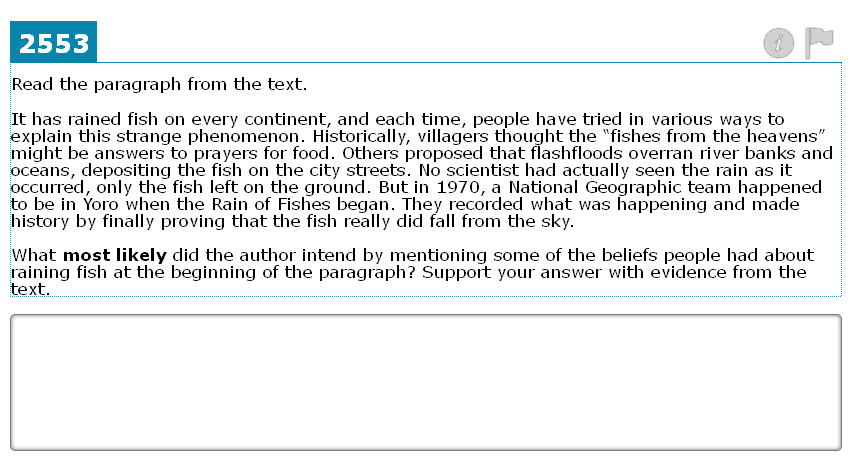 2553
Read the paragraph from the text.
It has rained fish on every continent, and each time, people have tried in various ways to
explain this strange phenomenon. Historically, villagers thought the “fishes from the heavens”
might be answers to prayers for food. Others proposed that flashfloods overran river banks and
oceans, depositing the fish on the city streets. No scientist had actually seen the rain as it
occurred, only the fish left on the ground. But in 1970, a National Geographic team happened
to be in Yoro when the Rain of Fishes began. They recorded what was happening and made
history by finally proving that the fish really did fall from the sky.
What most likely did the author intend by mentioning some of the beliefs people had about
raining fish at the beginning of the paragraph? Support your answer with evidence from the
text.